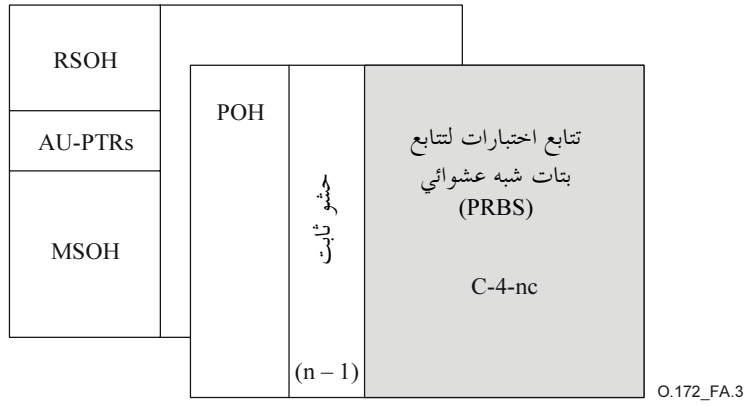 RSOH
AU-PTRs
MSOH
POH
حشو ثابت
(n – 1)
تتابع اختبارات لتتابع
بتات شبه عشوائي
(PRBS)
C-4-nc
O.172_FA.3